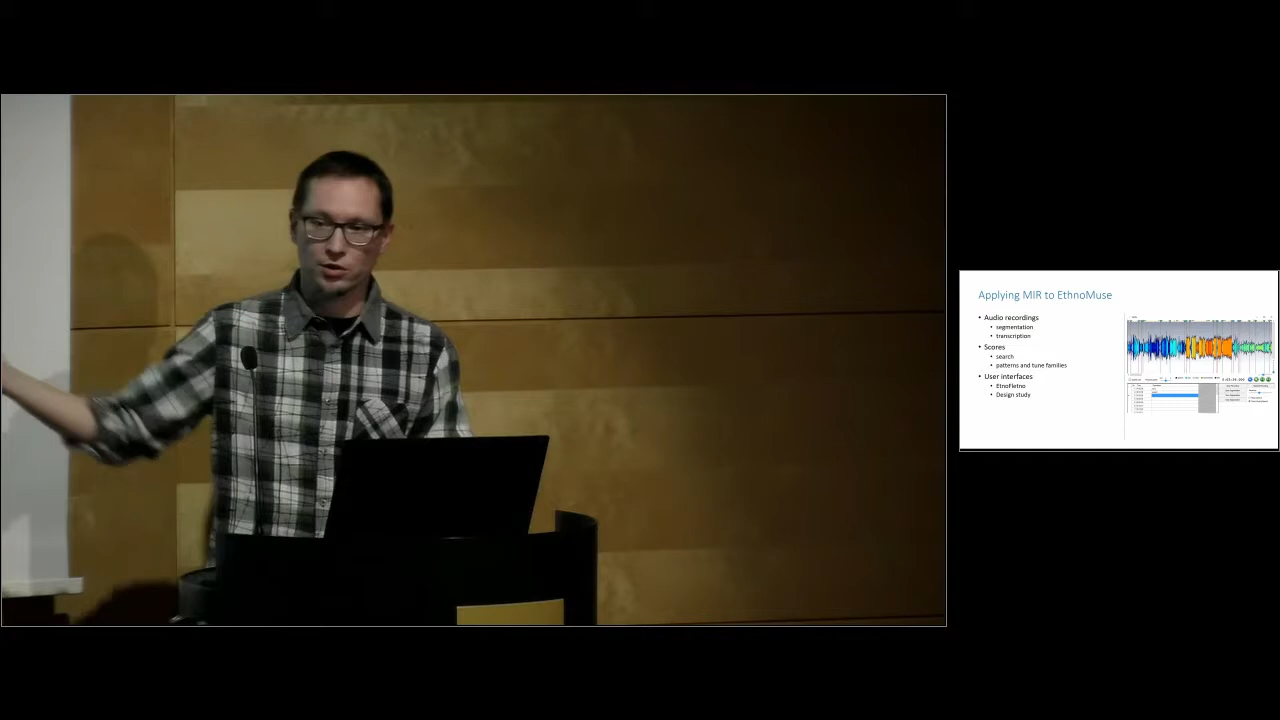 Applying MIR to EthnoMuse
• Audio recordings
• segmentation
• transcription
• Scores
• search
• patterns and tune families
• User interfaces
• EtnoFletno
• Design study